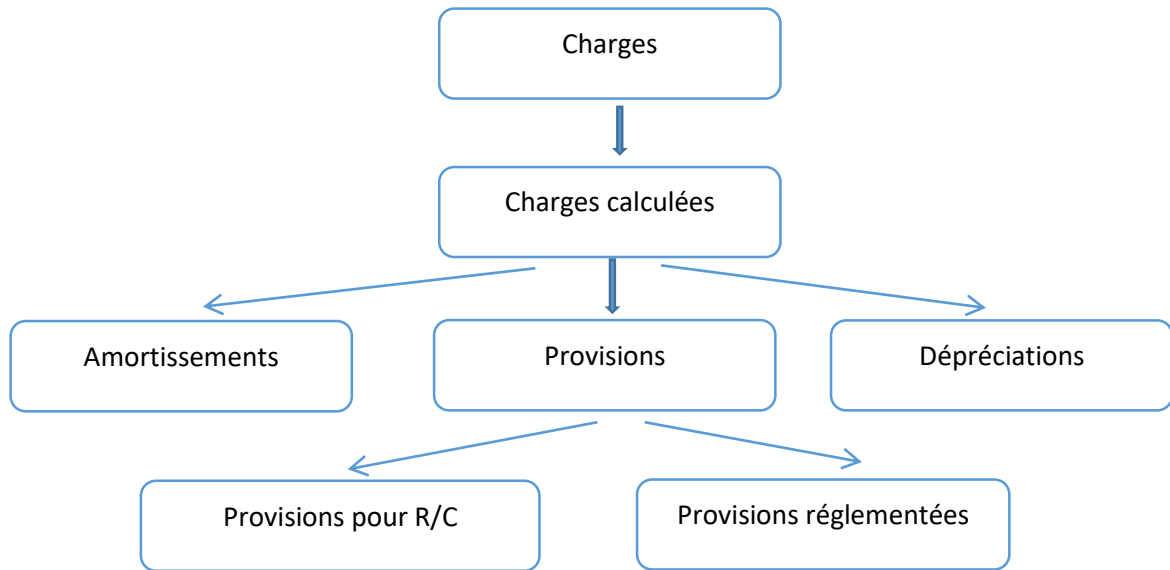 Charges
Charges calculées
Amortissements
Provisions
Dépréciations
Provisions pour R/C
Provisions réglementées